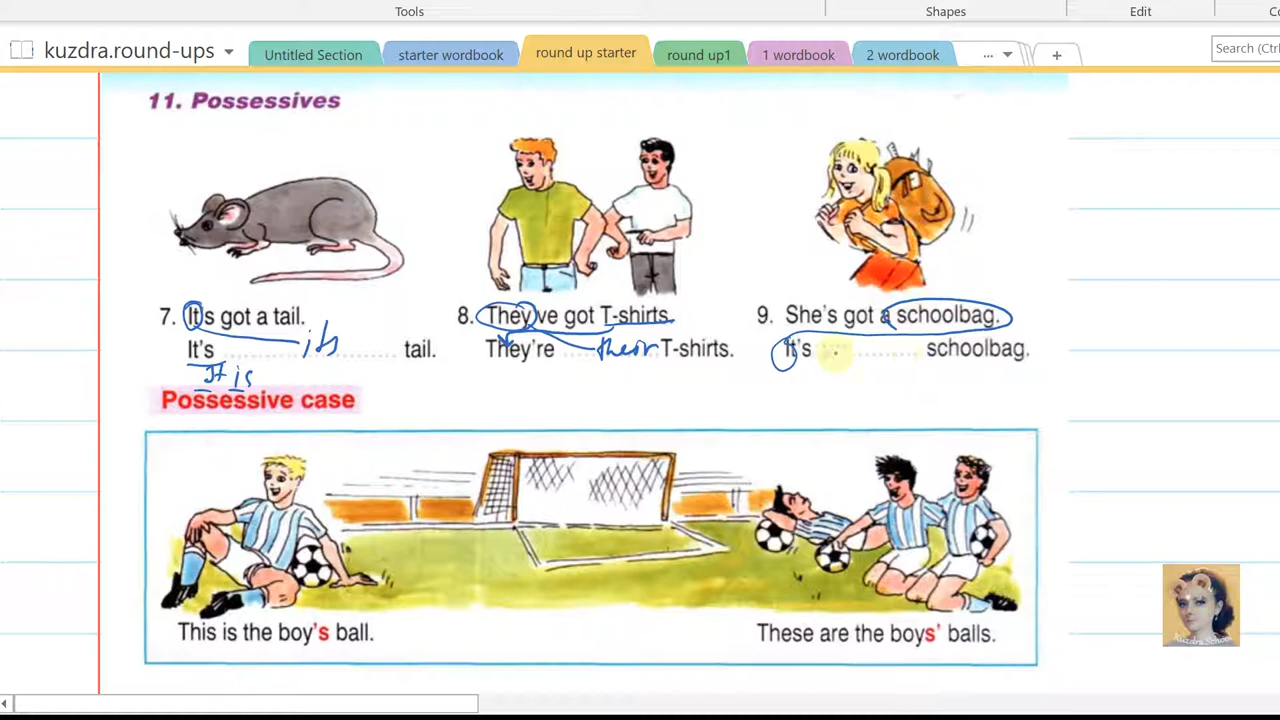 Tools Shapes Edit
kuzdra.round-ups Untitled Section starter wordbook round up starter round up1 1 wordbook 2 wordbook ... + Search (Ctrl
11. Possessives
7. It's got a tail. 8. They've got T-shirts. 9. She's got a schoolbag.
It's its tail. They're their T-shirts. It's schoolbag.
It is
Possessive case
This is the boy's ball. These are the boys' balls.
Kuzdra.School